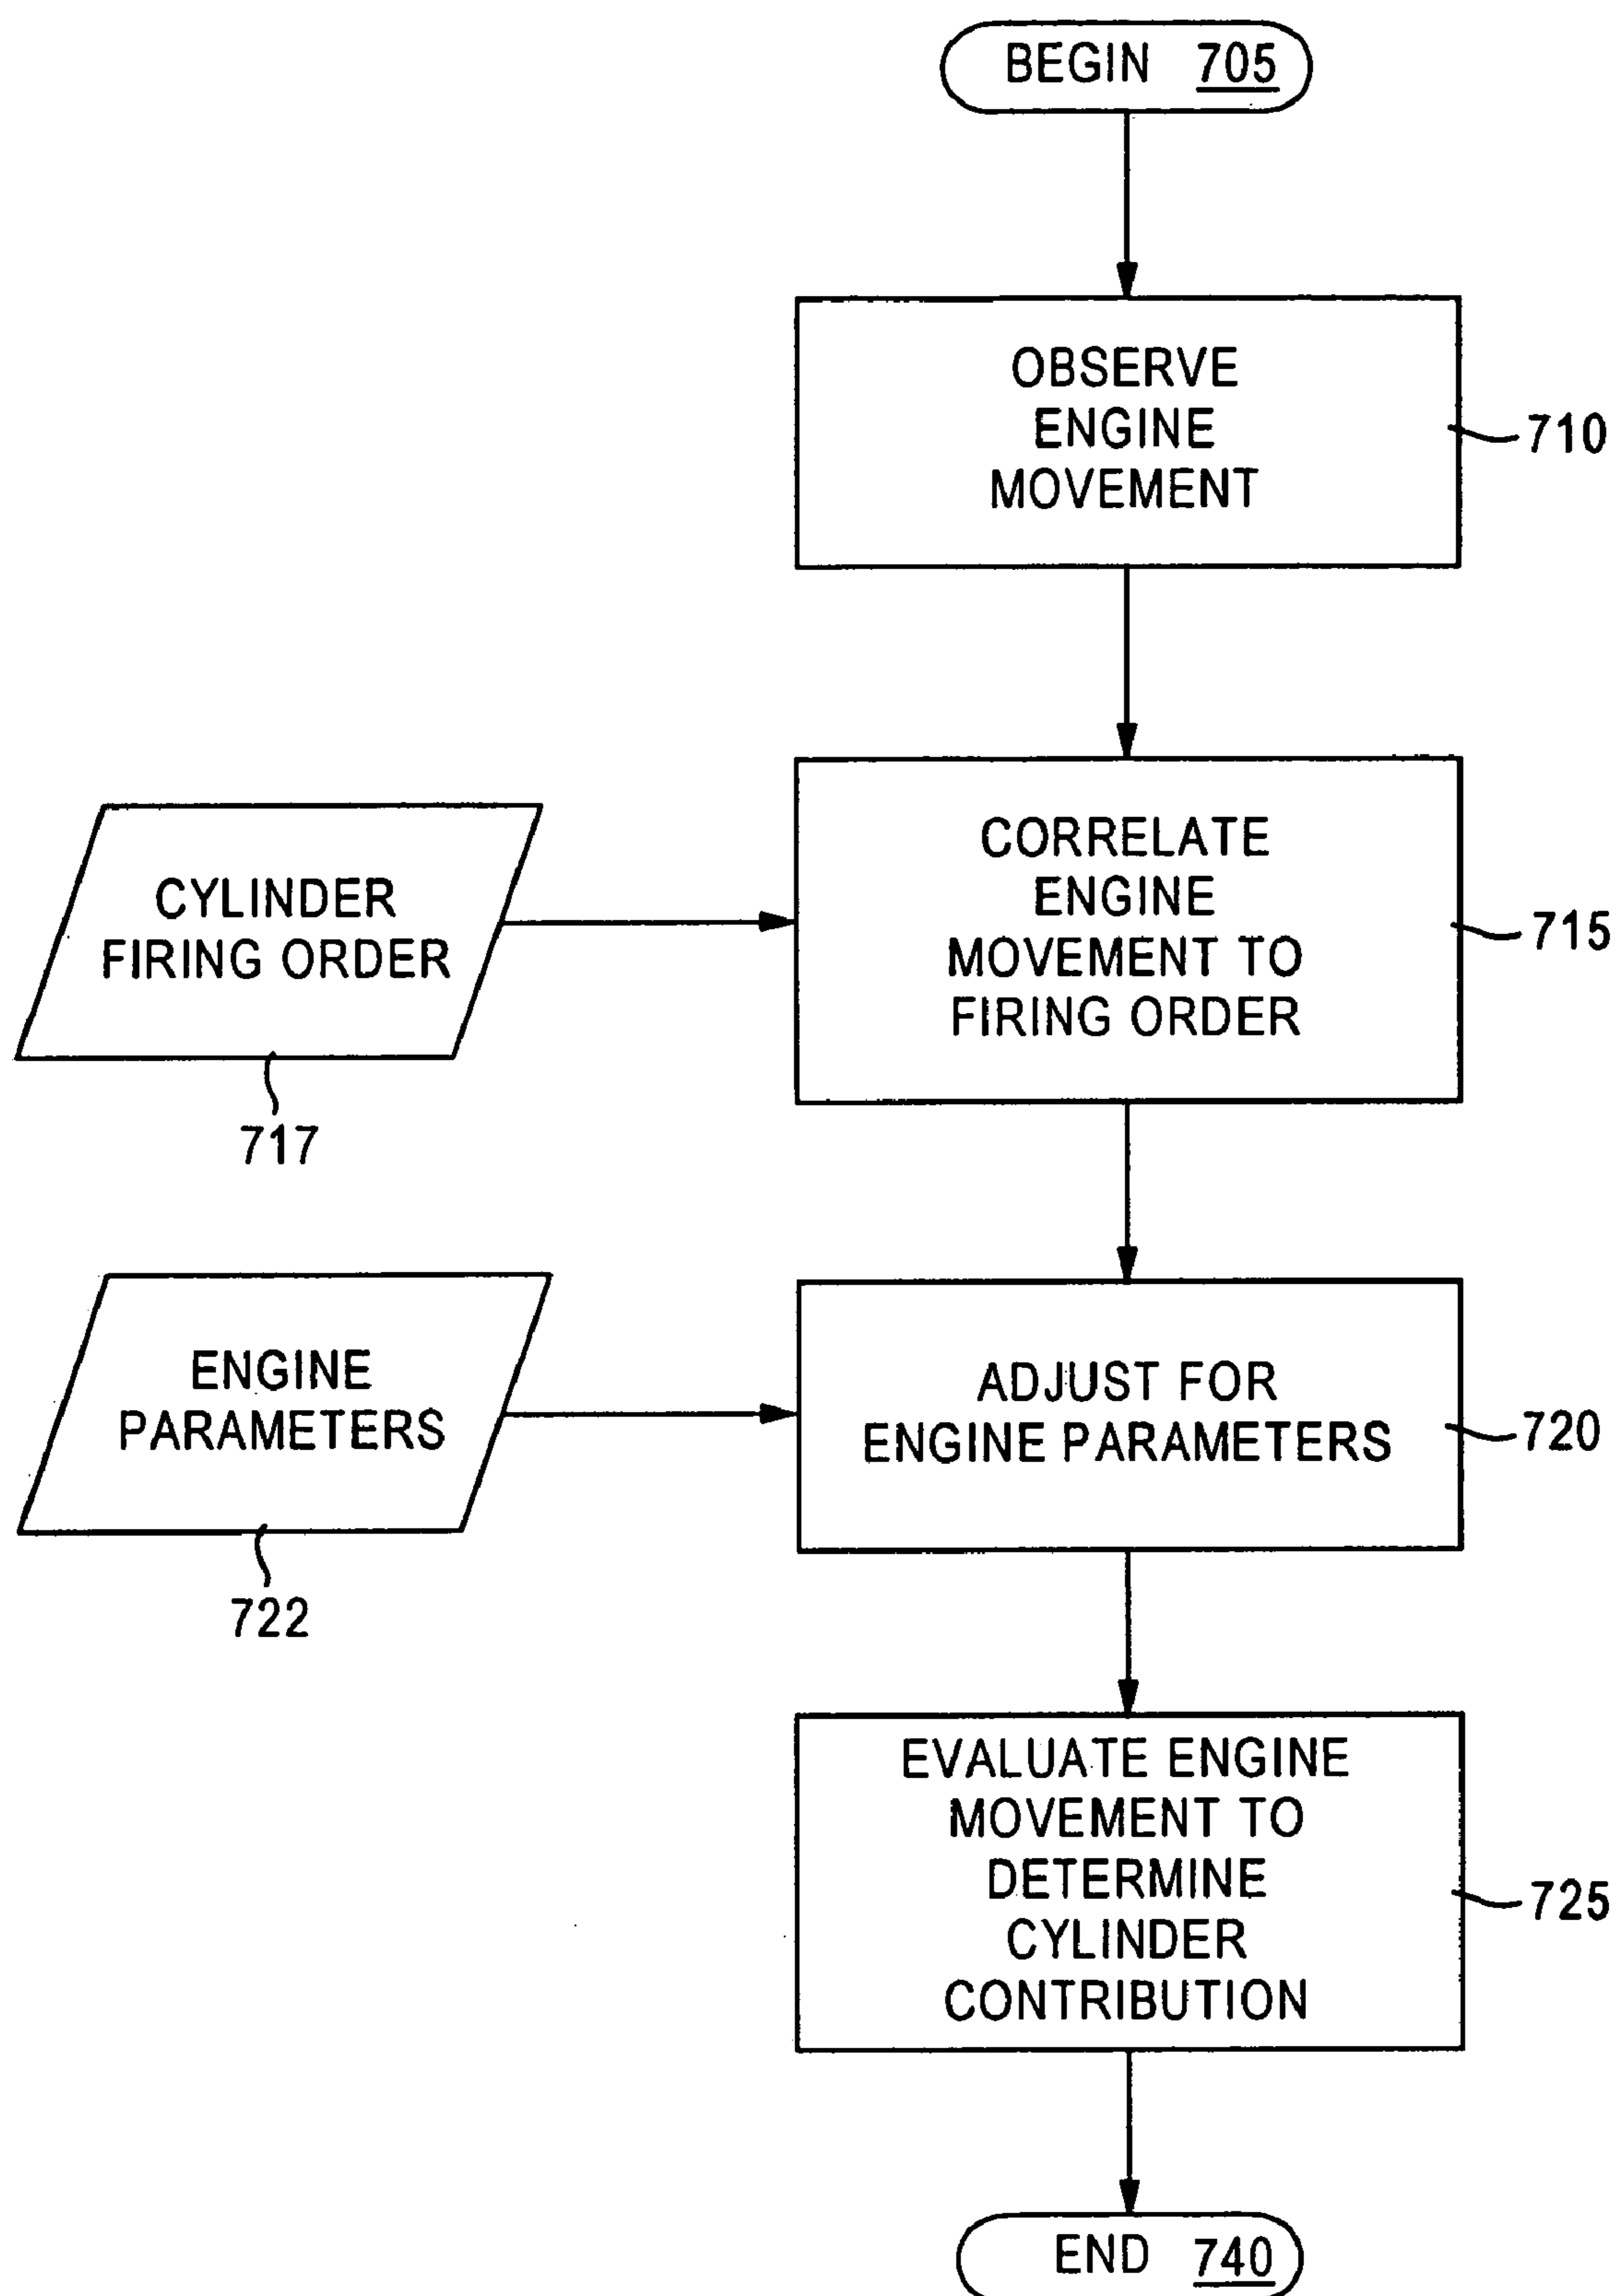 BEGIN 705
OBSERVE
ENGINE
MOVEMENT
710
CORRELATE
ENGINE
MOVEMENT TO
FIRING ORDER
715
CYLINDER
FIRING ORDER
717
ADJUST FOR
ENGINE PARAMETERS
720
ENGINE
PARAMETERS
722
EVALUATE ENGINE
MOVEMENT TO
DETERMINE
CYLINDER
CONTRIBUTION
725
END 740